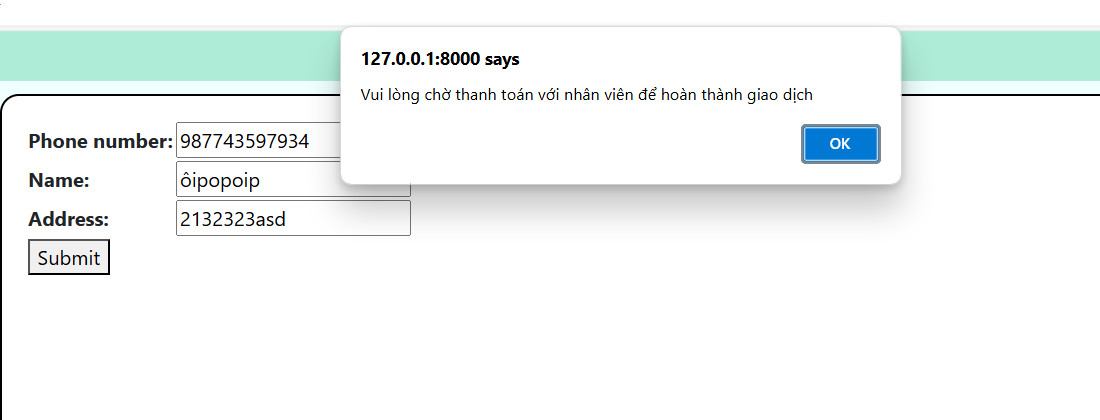 127.0.0.1:8000 says
Vui lòng chờ thanh toán với nhân viên để hoàn thành giao dịch
OK
Phone number: 987743597934
Name: ôipopoip
Address: 2132323asd
Submit